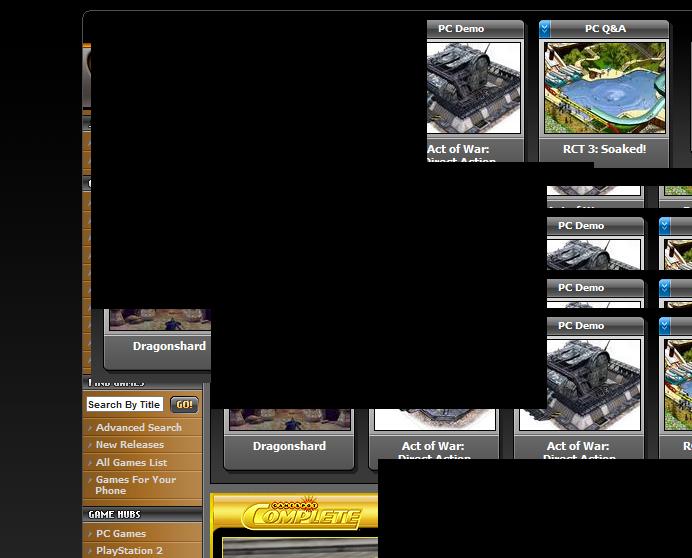 PC Demo
PC Q&A
Act of War:
Direct Action
RCT 3: Soaked!
PC Demo
PC Demo
PC Demo
Dragonshard
FIND GAMES
Search By Title
GO!
Advanced Search
New Releases
All Games List
Games For Your
Phone
Dragonshard
Act of War:
Direct Action
Act of War:
Direct Action
GAME HUBS
PC Games
PlayStation 2
GAMESPOT
COMPLETE